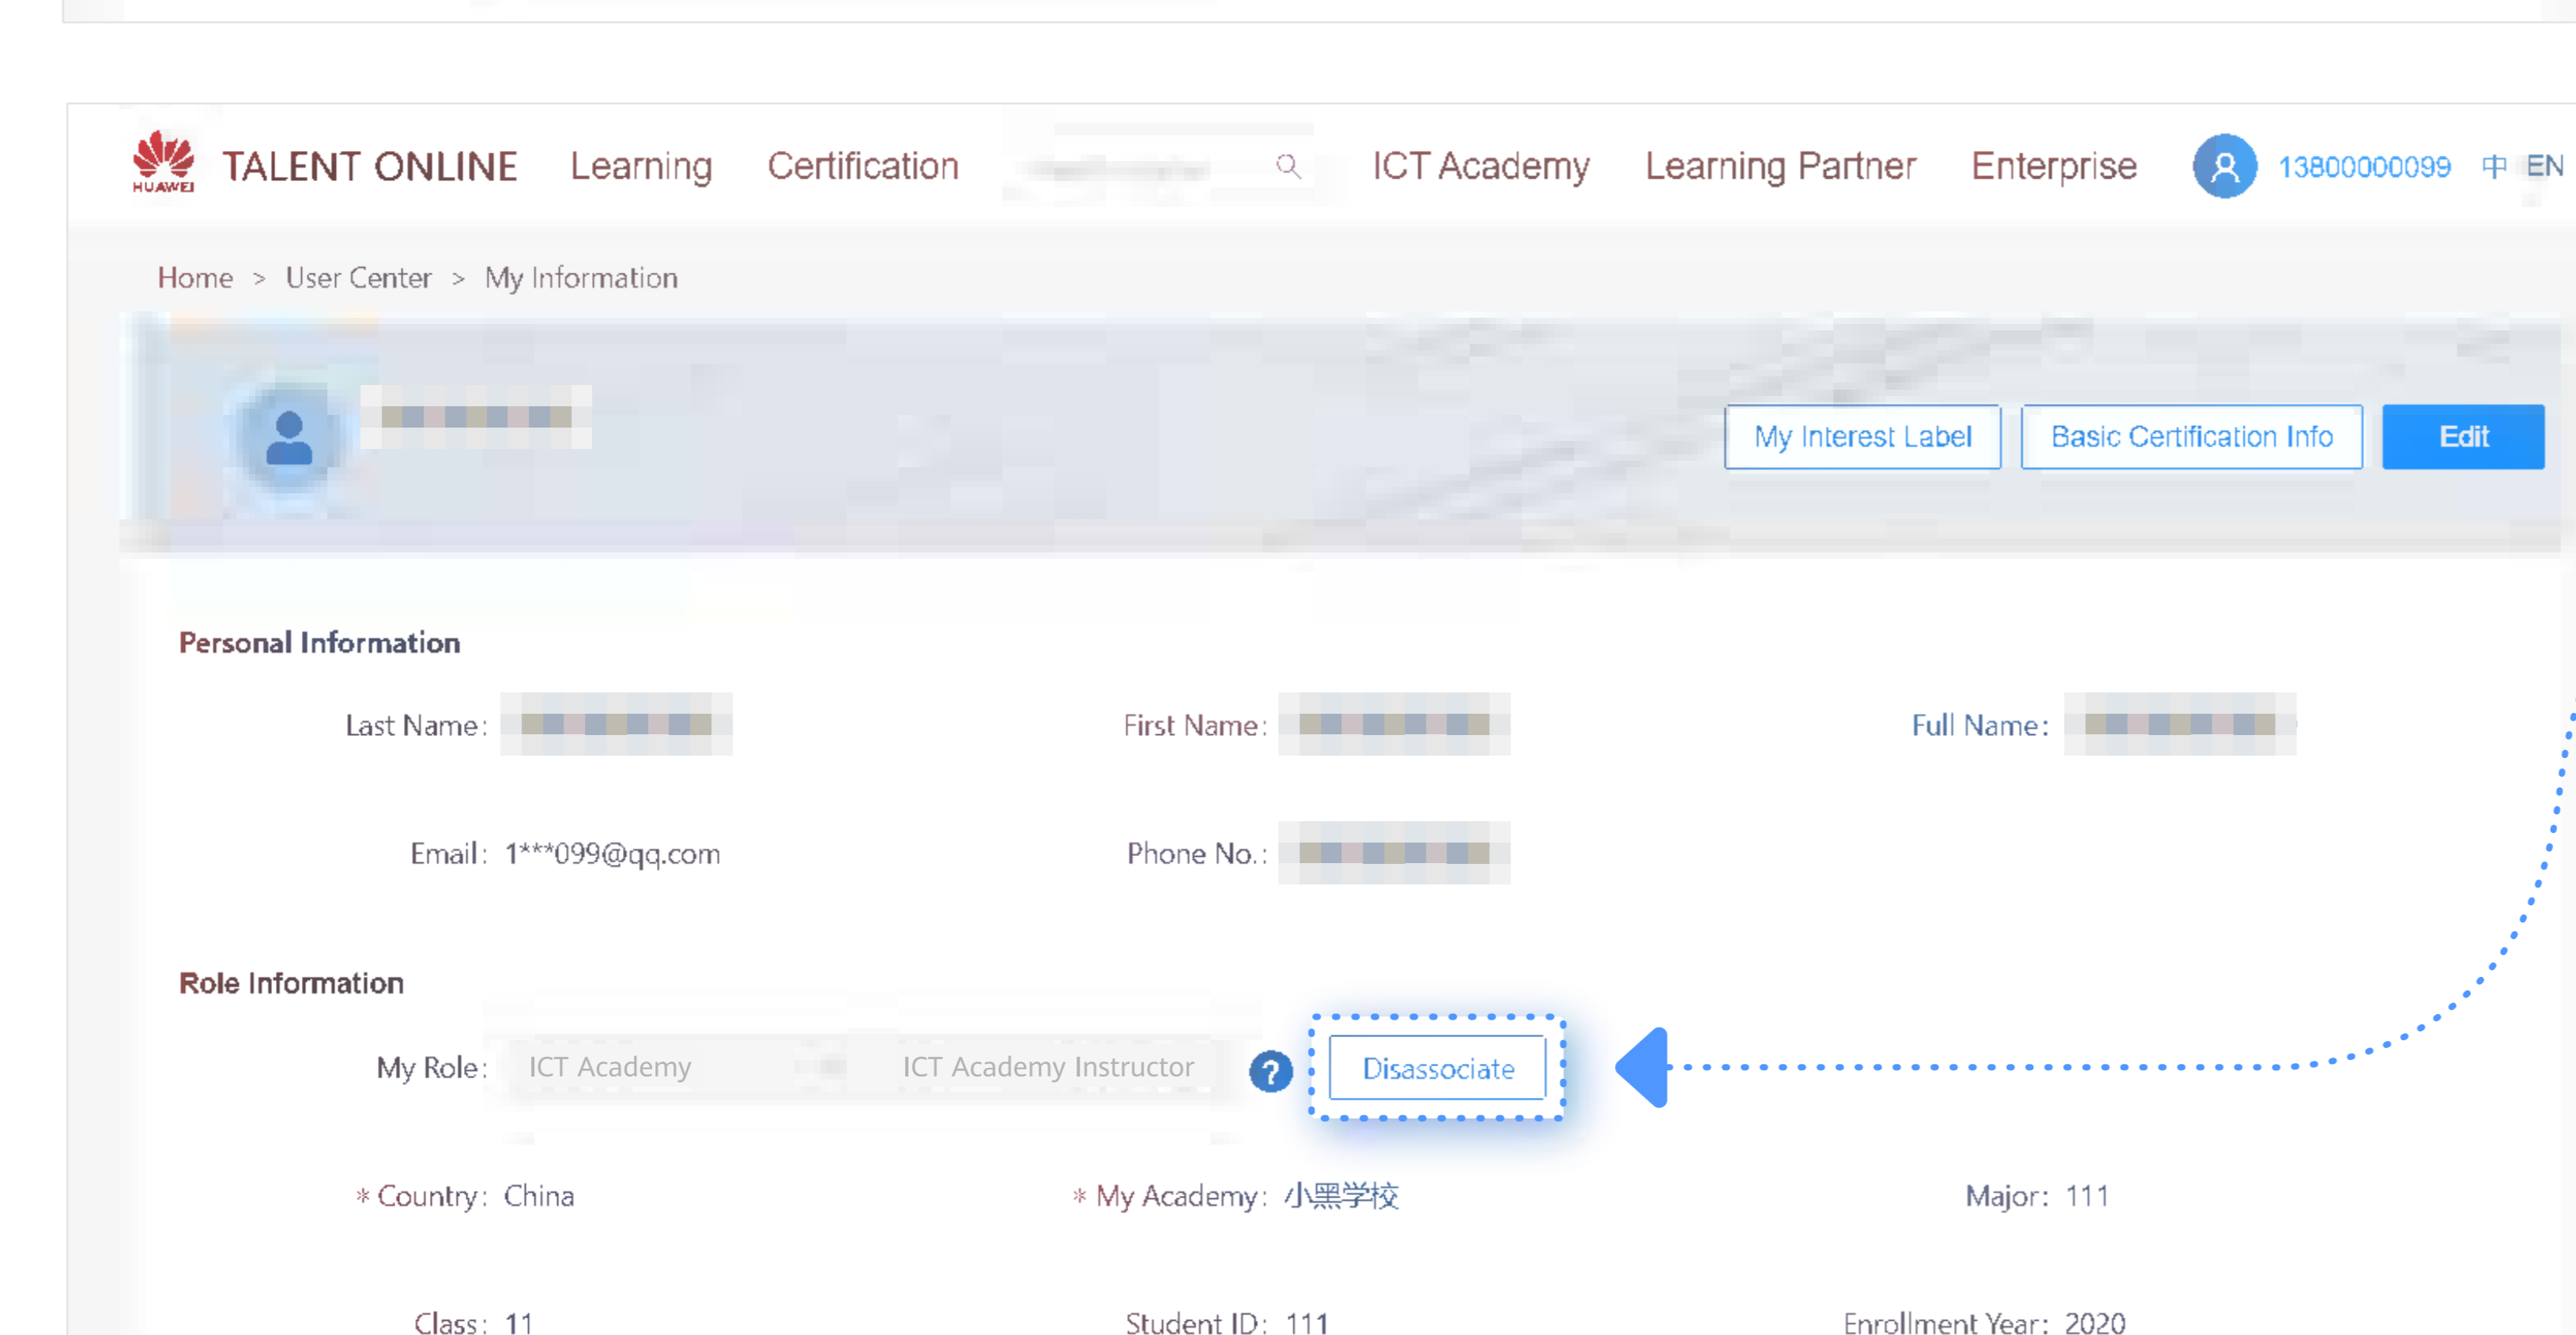 HUAWEI TALENT ONLINE Learning Certification ICT Academy Learning Partner Enterprise 13800000099 中 EN
Home > User Center > My Information
My Interest Label Basic Certification Info Edit
Personal Information
Last Name: First Name: Full Name:
Email: 1***099@qq.com Phone No.:
Role Information
My Role: ICT Academy ICT Academy Instructor ? Disassociate
* Country: China * My Academy: 小黑学校 Major: 111
Class: 11 Student ID: 111 Enrollment Year: 2020